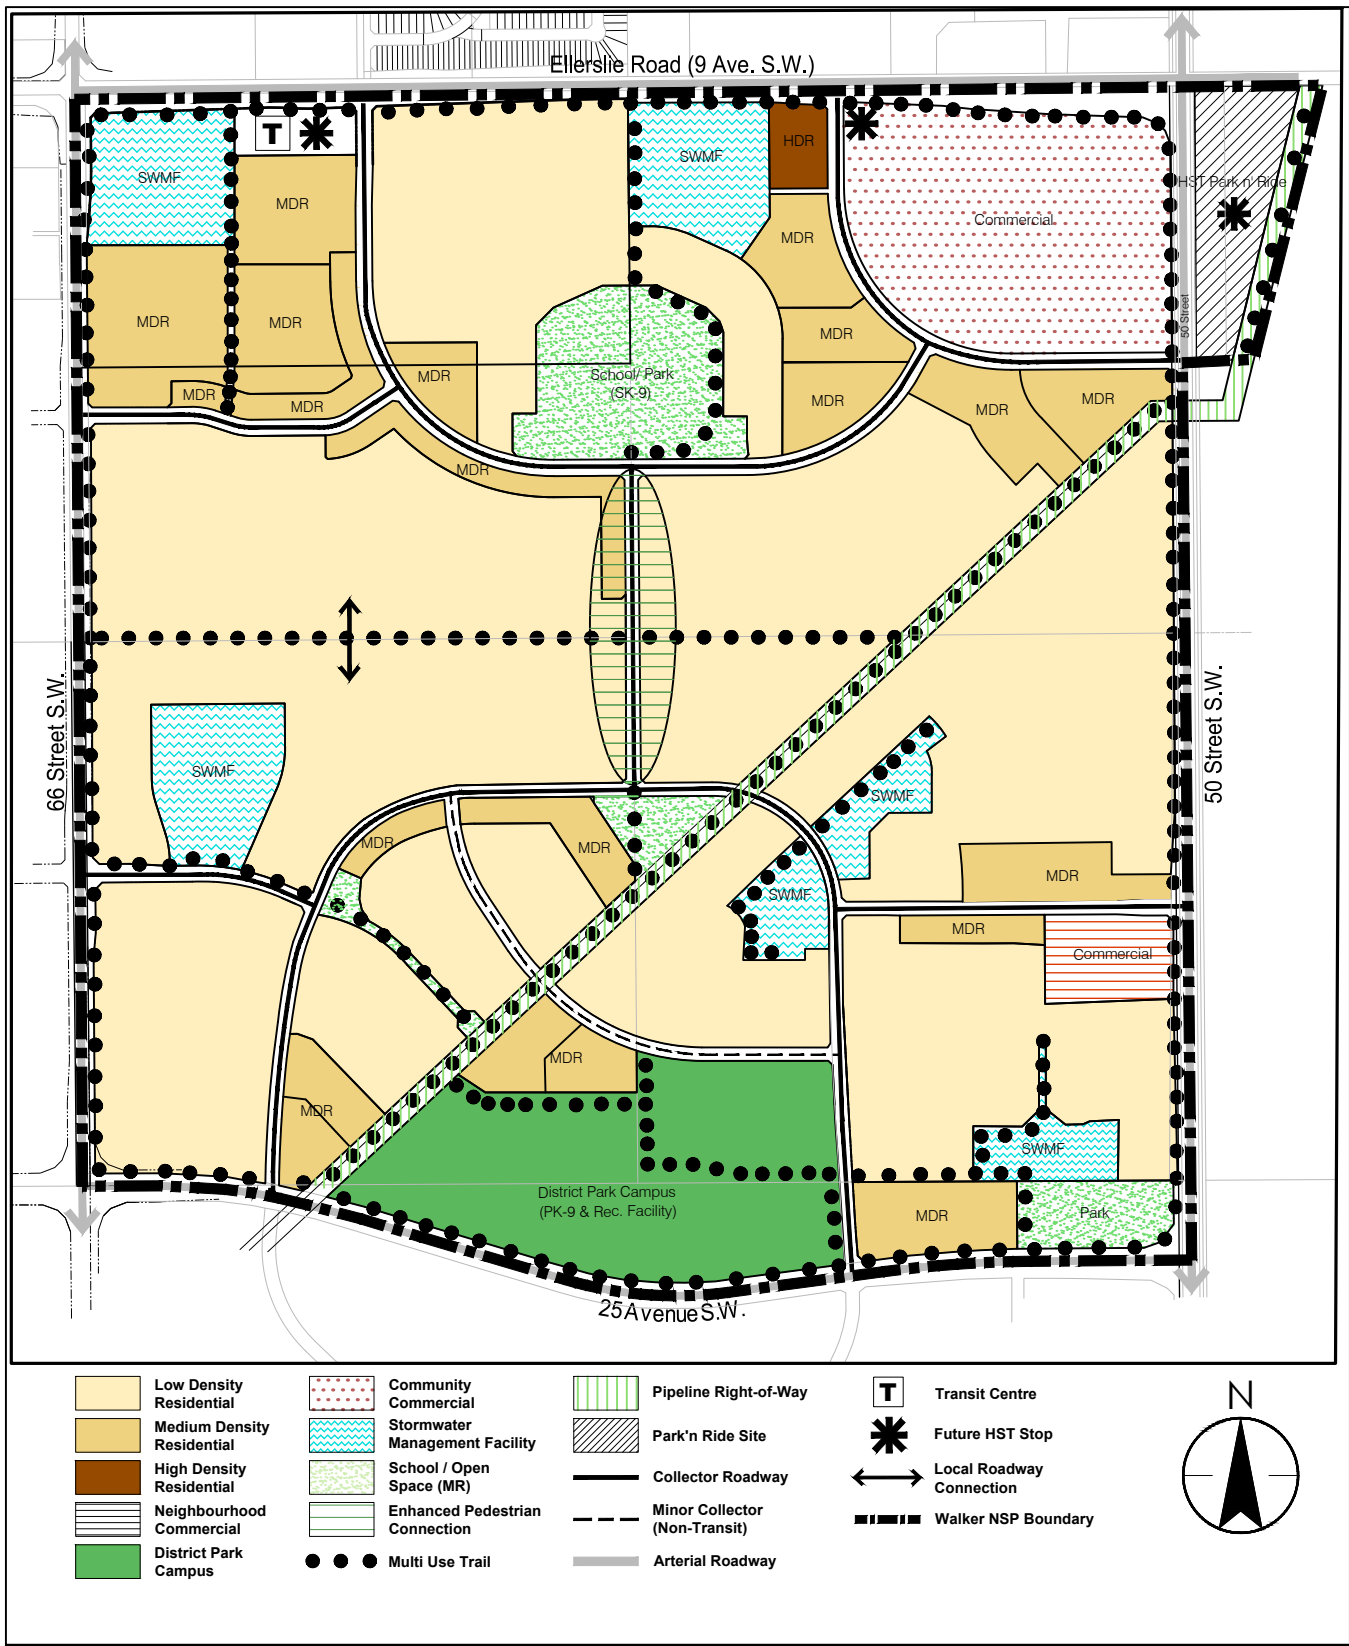 Ellerslie Road (9 Ave. S.W.)
T
HDR
SWMF
SWMF
HST Park n' Ride
MDR
Commercial
MDR
50 Street
MDR
MDR
MDR
School/ Park
(SK-9)
MDR
MDR
MDR
MDR
MDR
MDR
MDR
MDR
66 Street S.W.
50 Street S.W.
SWMF
SWMF
MDR
MDR
MDR
SWMF
MDR
Commercial
MDR
MDR
SWMF
District Park Campus
(PK-9 & Rec. Facility)
MDR
Park
25 Avenue S.W.
Low Density
Residential
Medium Density
Residential
High Density
Residential
Neighbourhood
Commercial
District Park
Campus
Community
Commercial
Stormwater
Management Facility
School / Open
Space (MR)
Enhanced Pedestrian
Connection
Multi Use Trail
Pipeline Right-of-Way
Park'n Ride Site
Collector Roadway
Minor Collector
(Non-Transit)
Arterial Roadway
T
Transit Centre
Future HST Stop
Local Roadway
Connection
Walker NSP Boundary
N